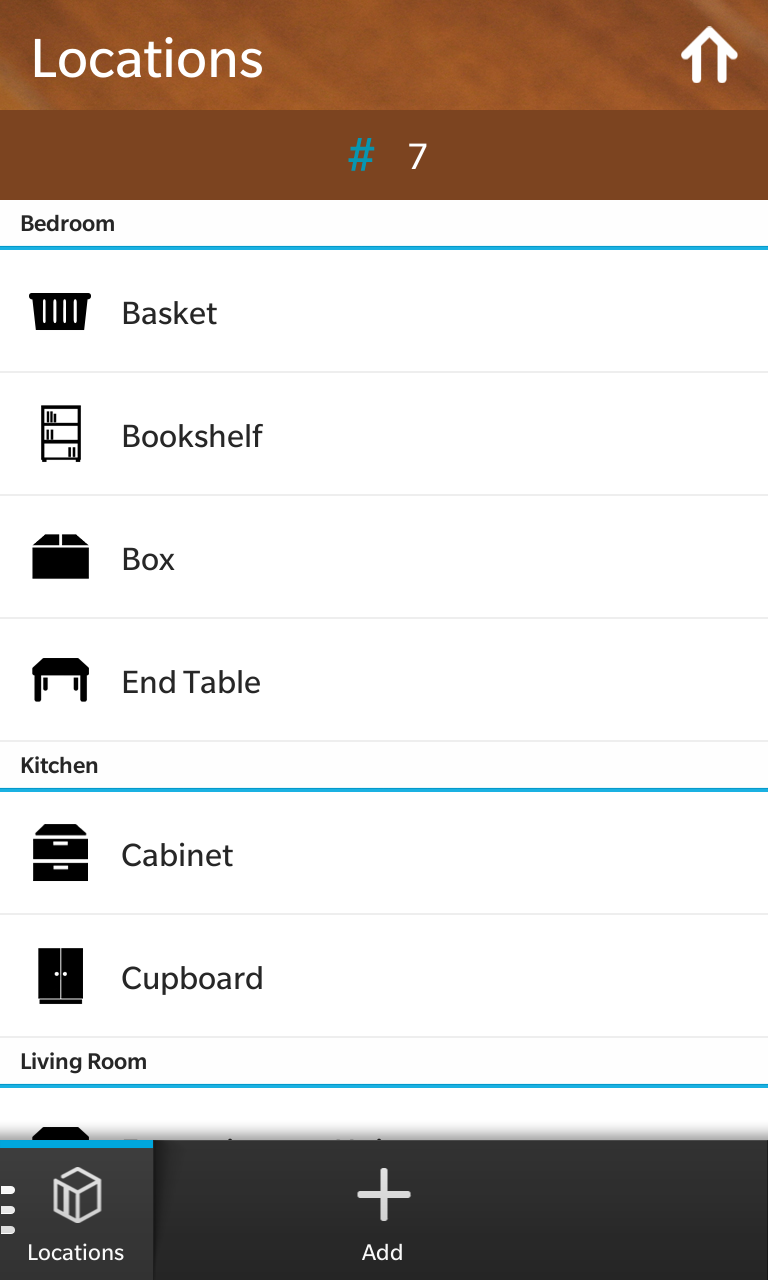 Locations
# 7
Bedroom
Basket
Bookshelf
Box
End Table
Kitchen
Cabinet
Cupboard
Living Room
Locations
Add